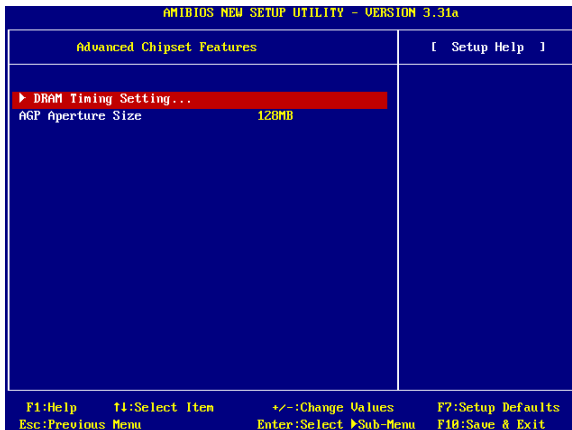 AMIBIOS NEW SETUP UTILITY - VERSION 3.31a
Advanced Chipset Features
[ Setup Help ]
▶ DRAM Timing Setting...
AGP Aperture Size 128MB
F1:Help ↑↓:Select Item +/-:Change Values F7:Setup Defaults
Esc:Previous Menu Enter:Select ▶Sub-Menu F10:Save & Exit